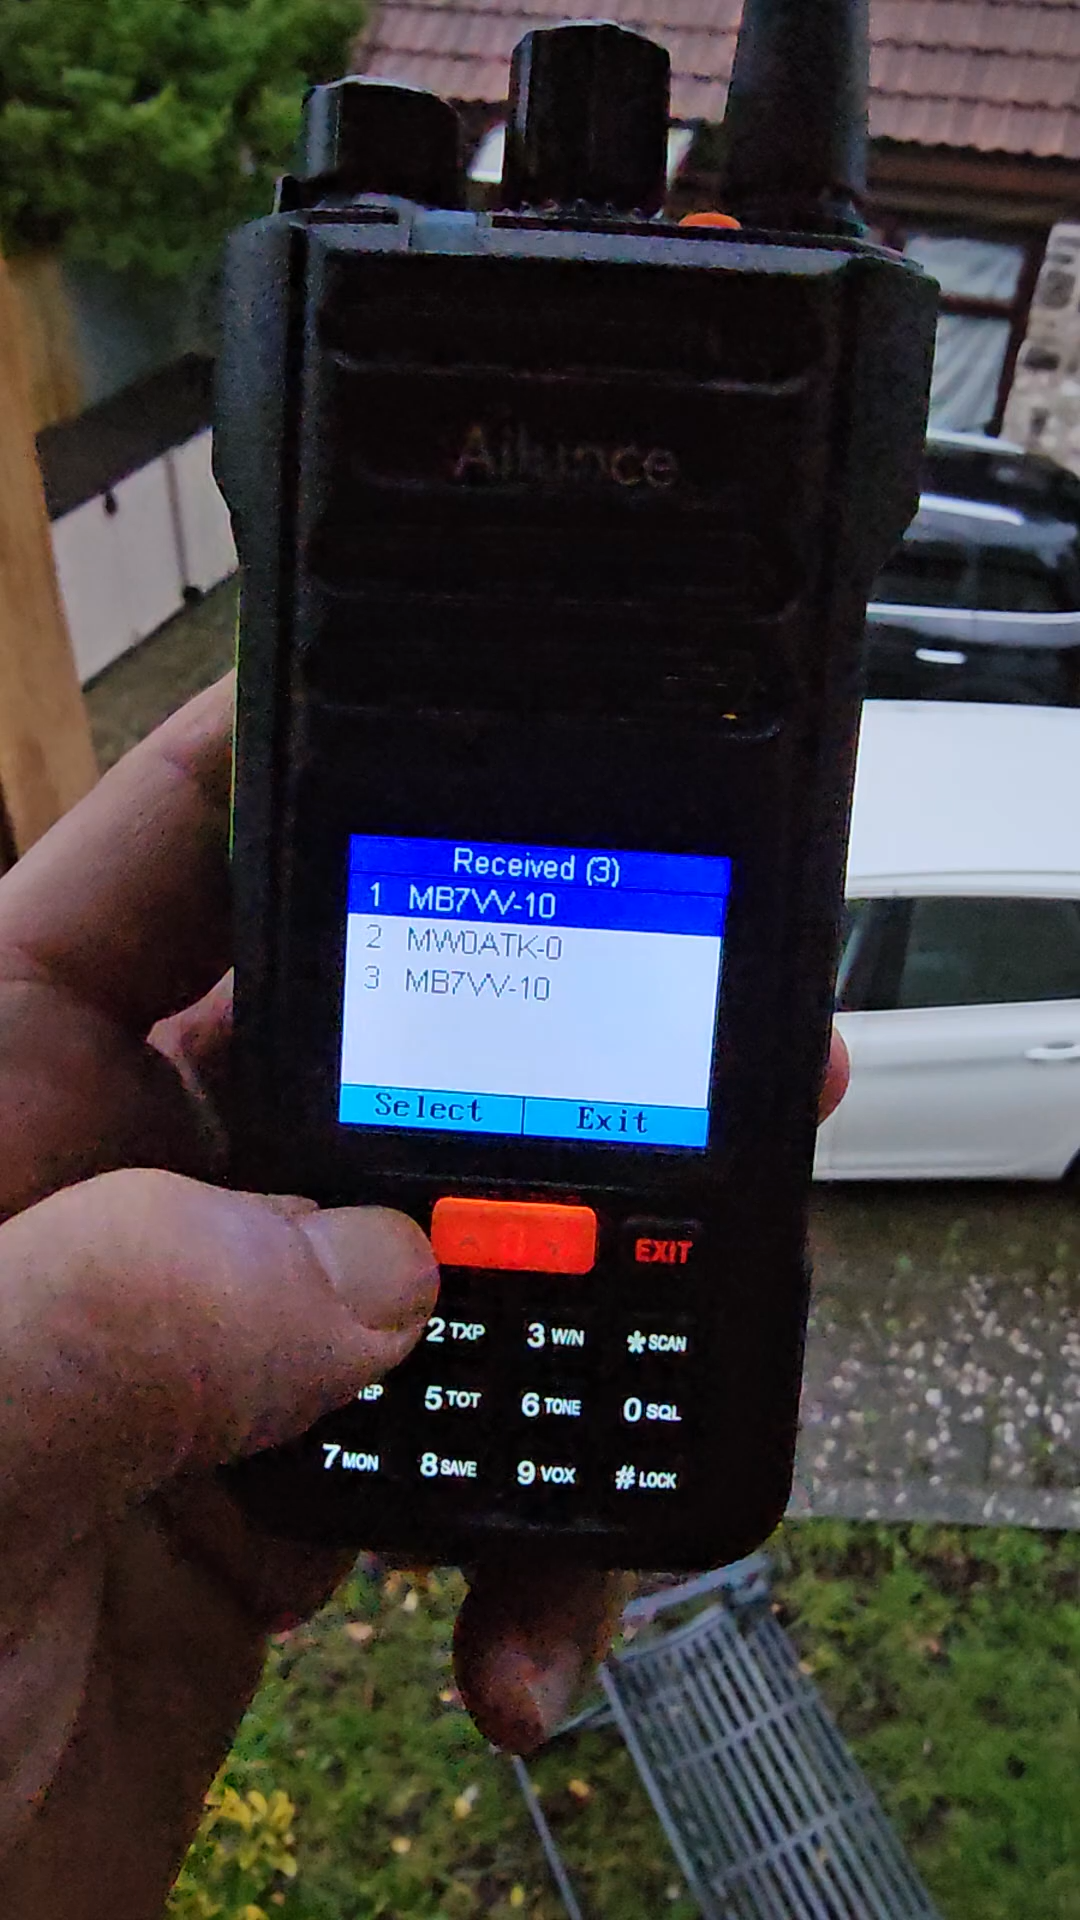 Ailunce
Received (3)
1 MB7VV-10
2 MW0ATK-0
3 MB7VV-10
Select Exit
EXIT
2 TXP 3 W/N * SCAN
EP 5 TOT 6 TONE 0 SQL
7 MON 8 SAVE 9 VOX # LOCK